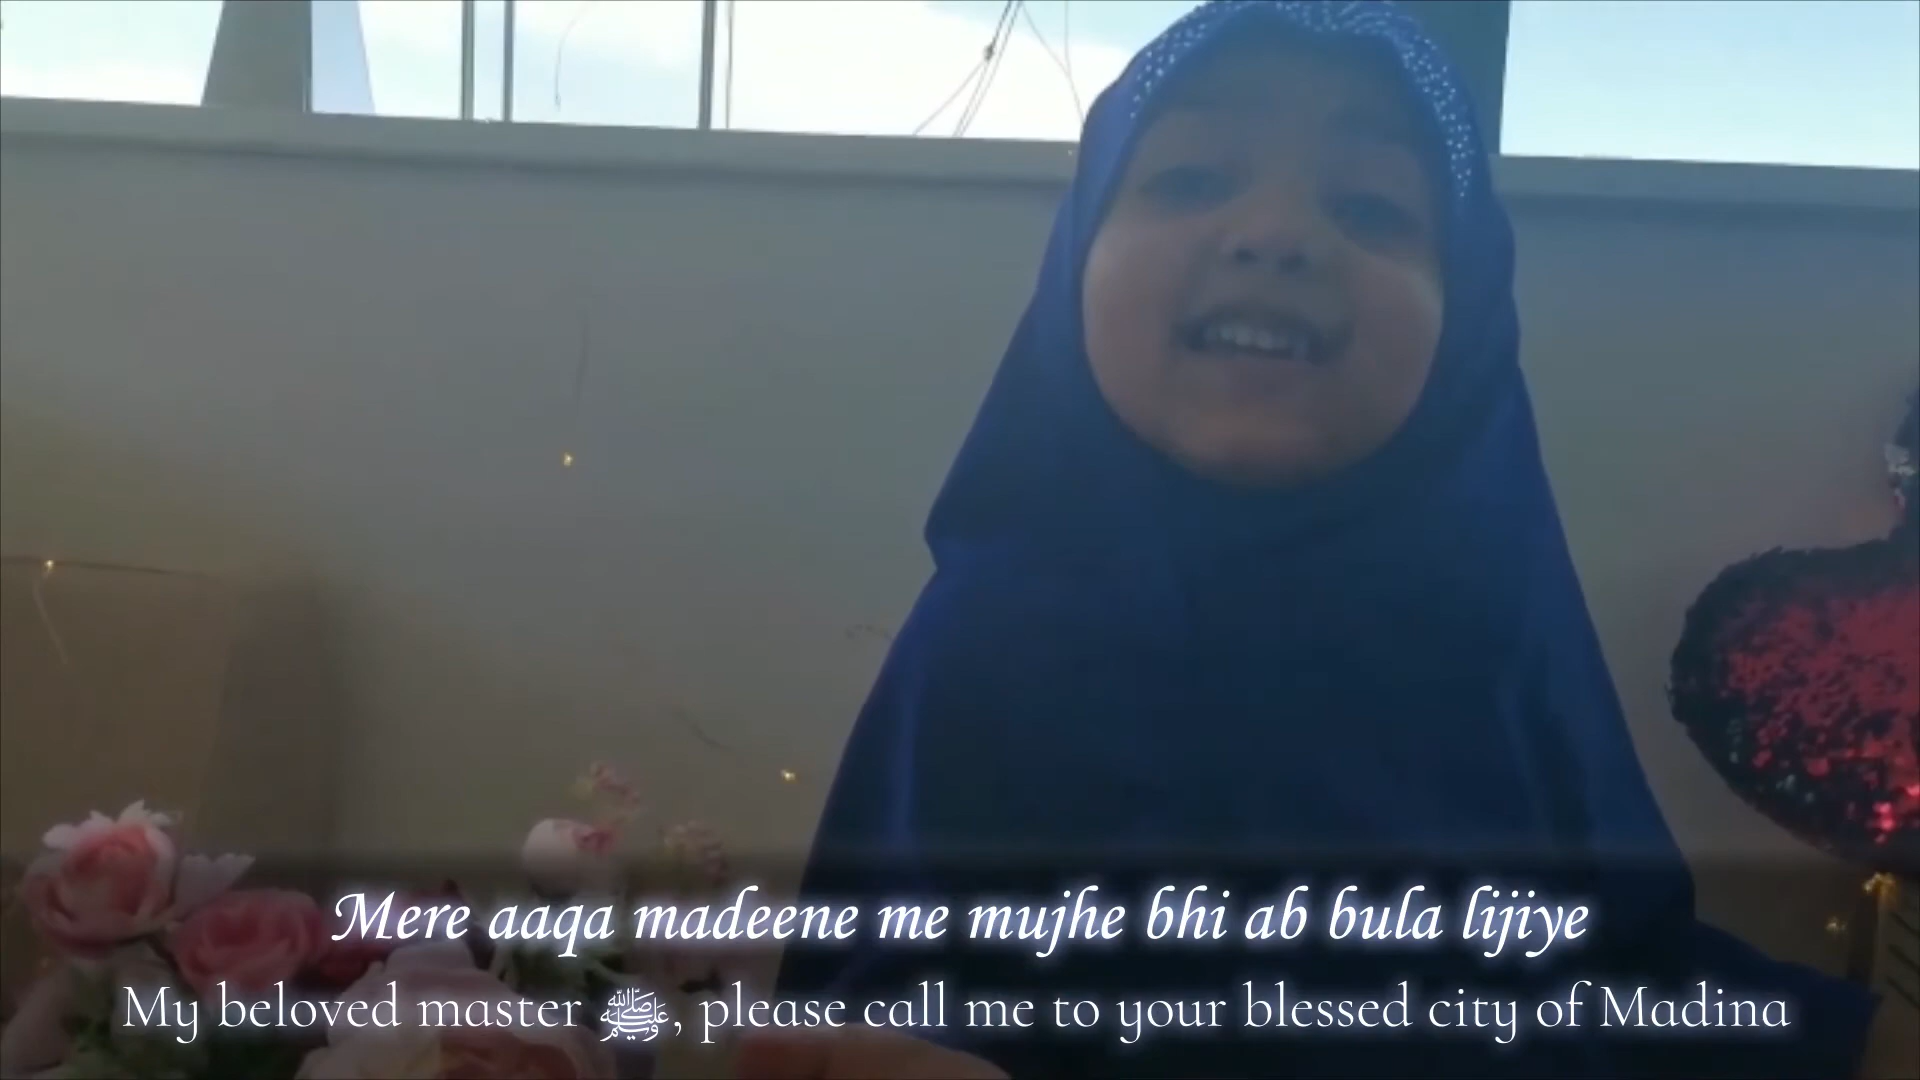 Mere aaqa madeene me mujhe bhi ab bula lijiye
My beloved master ﷺ, please call me to your blessed city of Madina